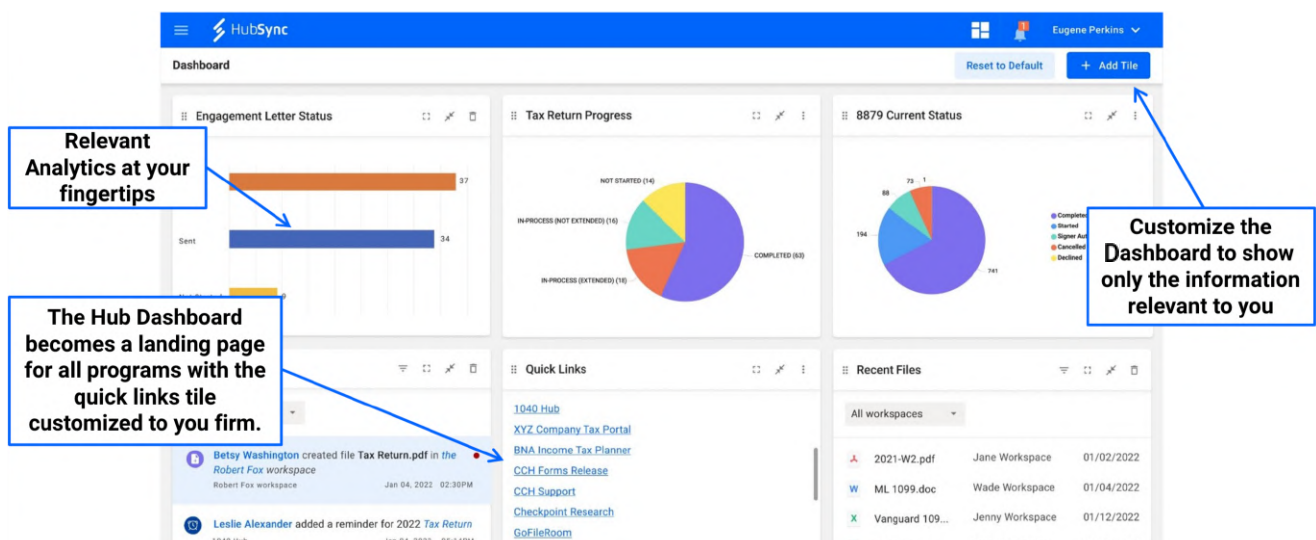 HubSync
1
Eugene Perkins
Dashboard
Reset to Default
+ Add Tile
Engagement Letter Status
37
Sent
34
9
Tax Return Progress
NOT STARTED (14)
IN-PROCESS (NOT EXTENDED) (16)
IN-PROCESS (EXTENDED) (18)
COMPLETED (63)
8879 Current Status
73
1
88
194
741
Started
Cancelled
Declined
Relevant
Analytics at your
fingertips
Customize the
Dashboard to show
only the information
relevant to you
The Hub Dashboard
becomes a landing page
for all programs with the
quick links tile
customized to you firm.
Betsy Washington created file Tax Return.pdf in the
Robert Fox workspace
Robert Fox workspace
Jan 04, 2022 02:30PM
Leslie Alexander added a reminder for 2022 Tax Return
Quick Links
1040 Hub
XYZ Company Tax Portal
BNA Income Tax Planner
CCH Forms Release
CCH Support
Checkpoint Research
GoFileRoom
Recent Files
All workspaces
2021-W2.pdf Jane Workspace 01/02/2022
W ML 1099.doc Wade Workspace 01/04/2022
X Vanguard 109... Jenny Workspace 01/12/2022